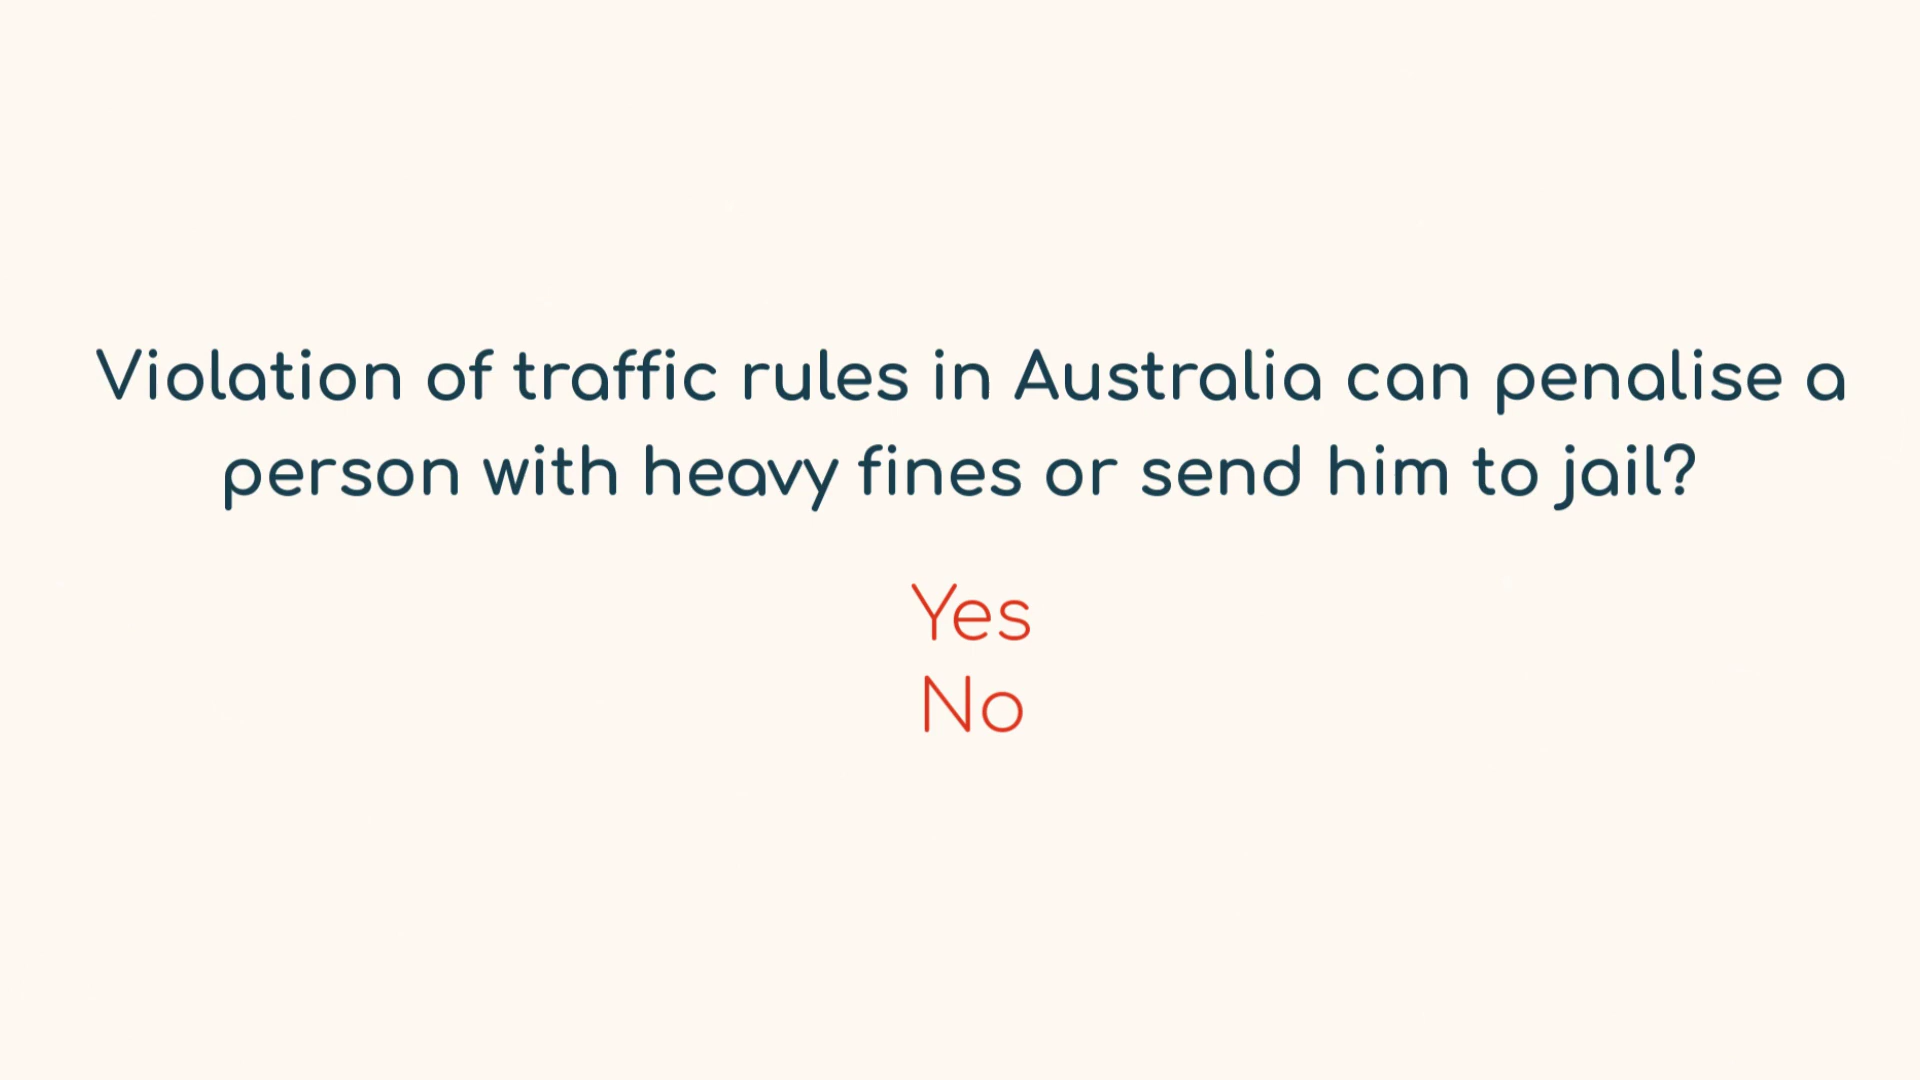 Violation of traffic rules in Australia can penalise a
person with heavy fines or send him to jail?
Yes
No